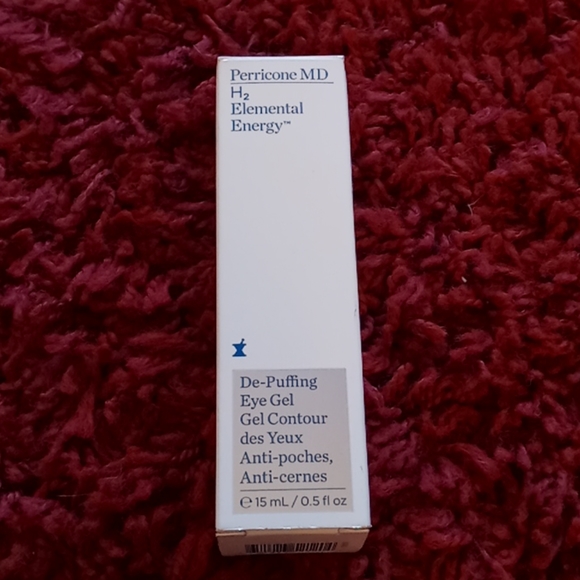 Perricone MD
H₂
Elemental
Energy™
De-Puffing
Eye Gel
Gel Contour
des Yeux
Anti-poches,
Anti-cernes
℮ 15 mL / 0.5 fl oz